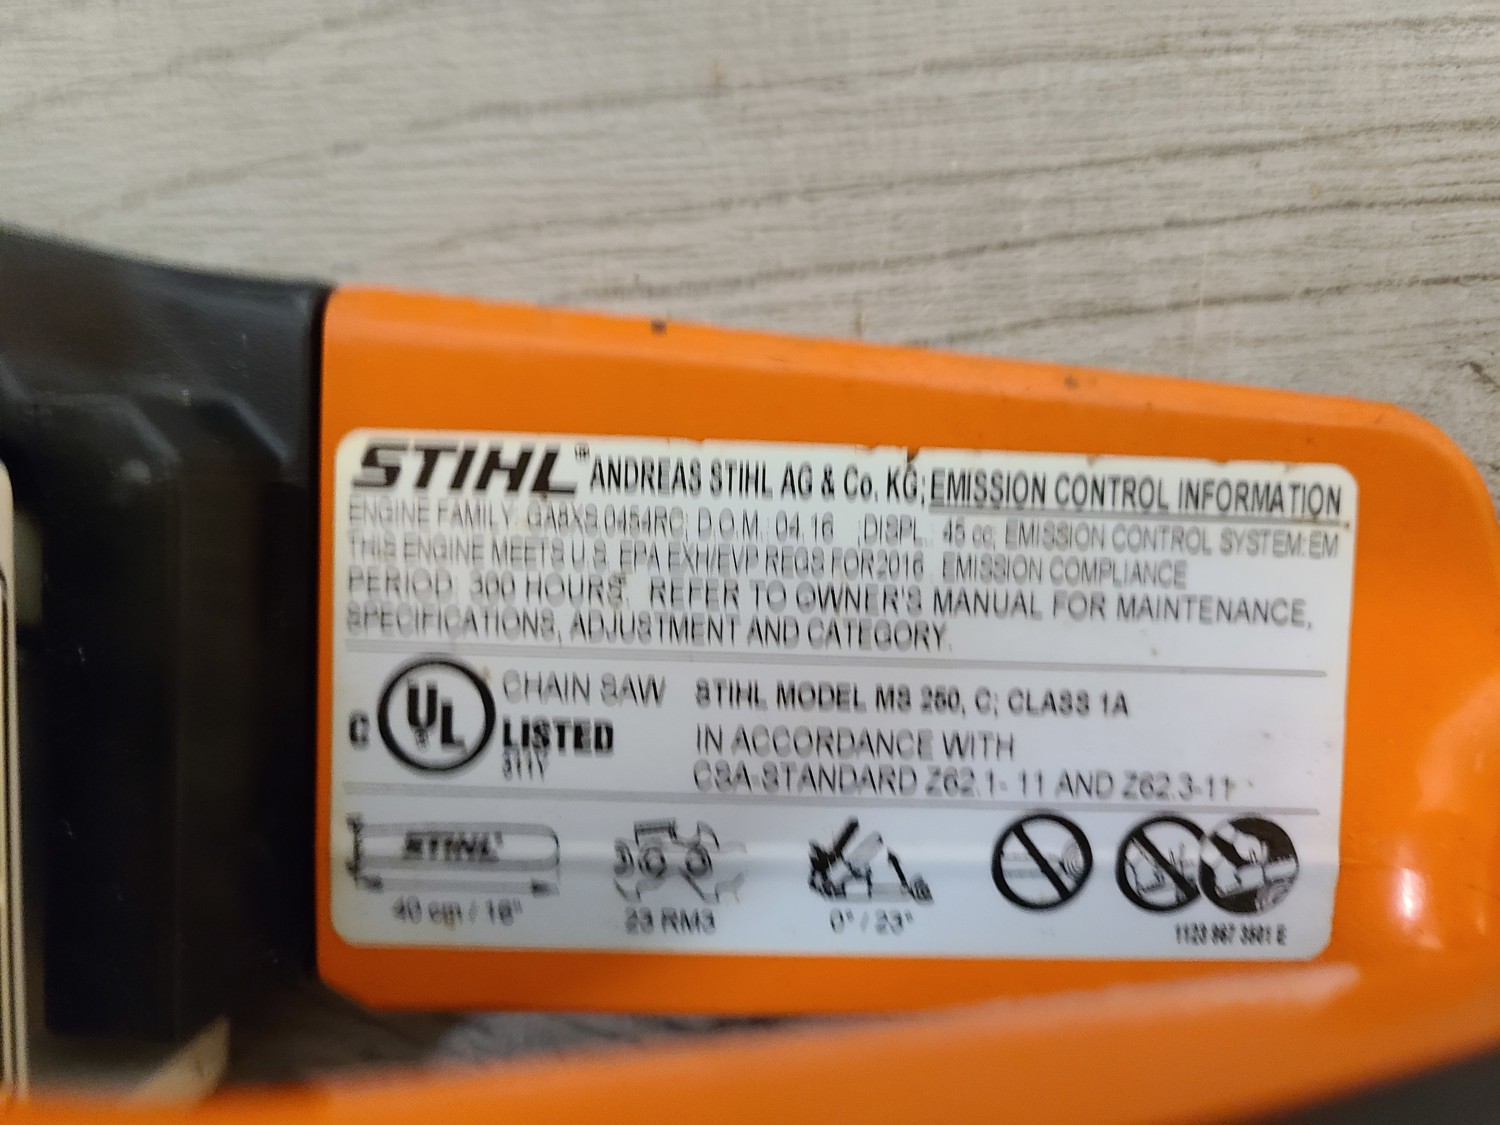 STIHL® ANDREAS STIHL AG & Co. KG; EMISSION CONTROL INFORMATION
ENGINE FAMILY: GA8XS.0454RC; D.O.M.: 04.16 DISPL.: 45 cc; EMISSION CONTROL SYSTEM:EM
THIS ENGINE MEETS U.S. EPA EXH/EVP REGS FOR 2016 EMISSION COMPLIANCE
PERIOD: 300 HOURS. REFER TO OWNER'S MANUAL FOR MAINTENANCE,
SPECIFICATIONS, ADJUSTMENT AND CATEGORY.
C UL® CHAIN SAW
LISTED
311Y
STIHL MODEL MS 250, C; CLASS 1A
IN ACCORDANCE WITH
CSA-STANDARD Z62.1- 11 AND Z62.3-11
STIHL®
40 cm / 16"
23 RM3
0° / 23°
1123 967 3501 E